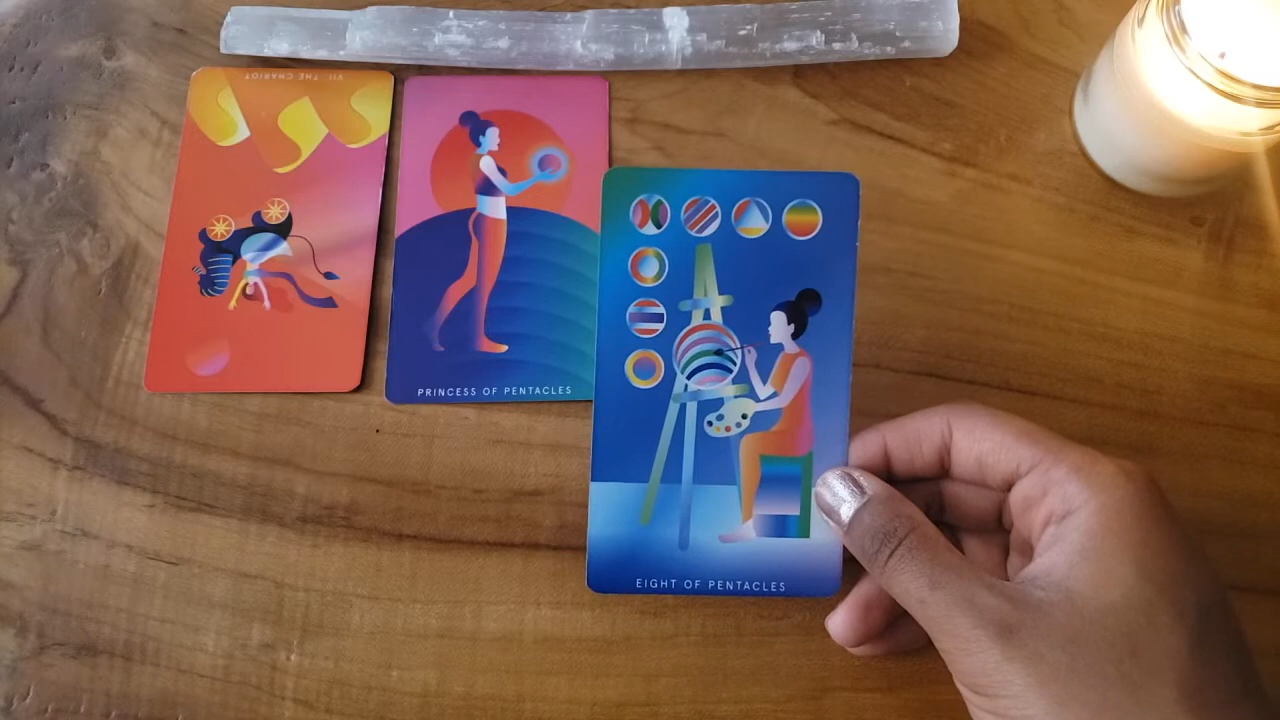 VII. THE CHARIOT
PRINCESS OF PENTACLES
EIGHT OF PENTACLES